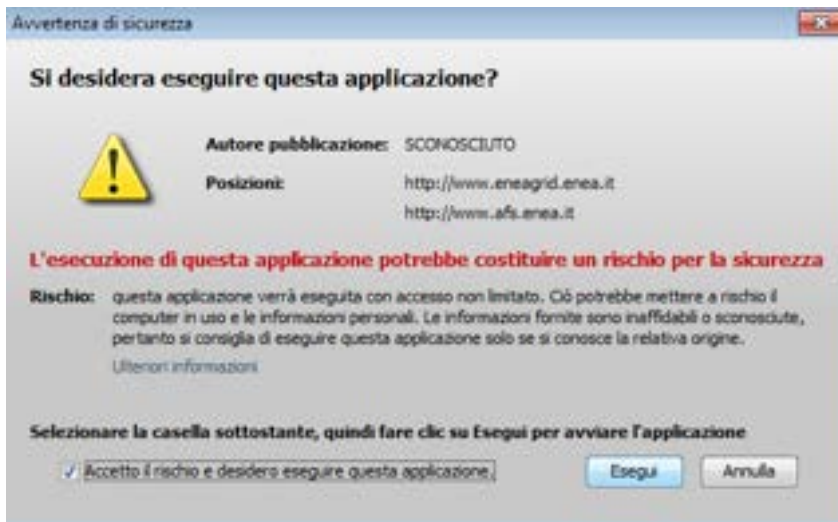 Avvertenza di sicurezza
Si desidera eseguire questa applicazione?
Autore pubblicazione: SCONOSCIUTO
Posizioni: http://www.eneagrid.enea.it
http://www.afs.enea.it
L'esecuzione di questa applicazione potrebbe costituire un rischio per la sicurezza
Rischio: questa applicazione verrà eseguita con accesso non limitato. Ciò potrebbe mettere a rischio il
computer in uso e le informazioni personali. Le informazioni fornite sono inaffidabili o sconosciute,
pertanto si consiglia di eseguire questa applicazione solo se si conosce la relativa origine.
Ulteriori informazioni
Selezionare la casella sottostante, quindi fare clic su Esegui per avviare l'applicazione
Accetto il rischio e desidero eseguire questa applicazione. Esegui Annulla